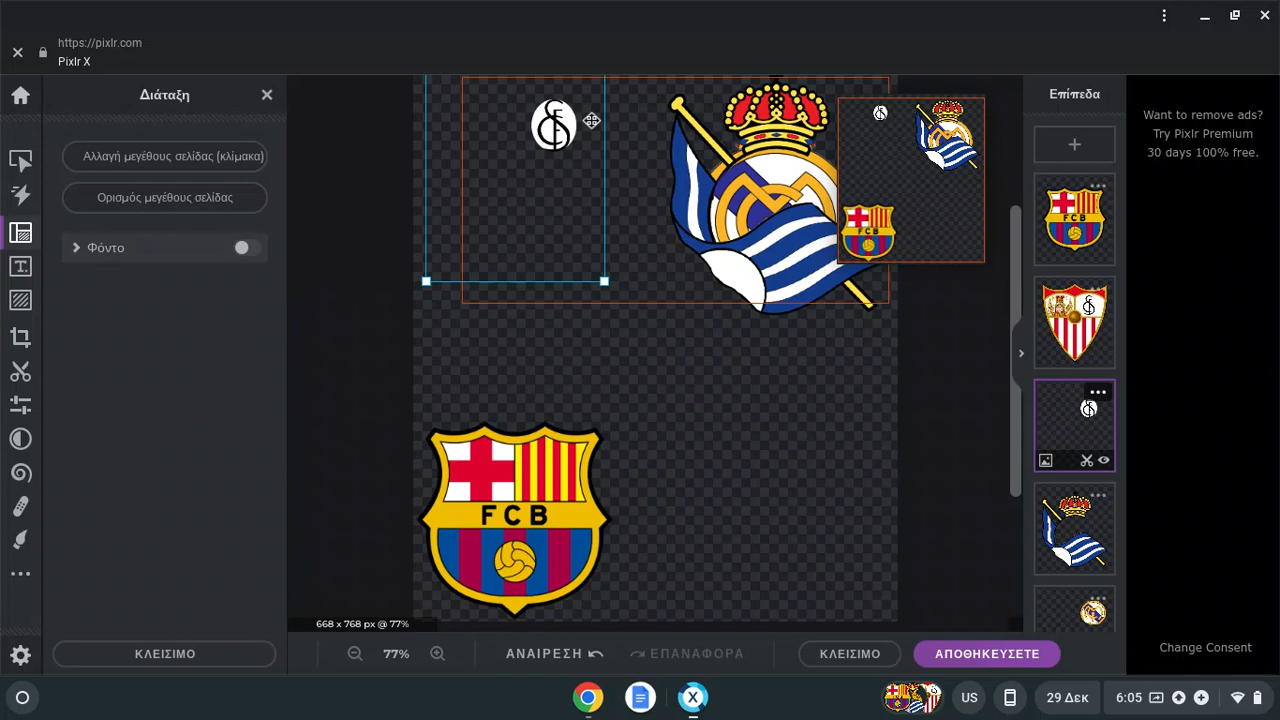 https://pixlr.com
Pixlr X
Διάταξη
Αλλαγή μεγέθους σελίδας (κλίμακα)
Ορισμός μεγέθους σελίδας
Φόντο
ΚΛΕΙΣΙΜΟ
FCB
FCB
668 x 768 px @ 77%
77%
ΑΝΑΙΡΕΣΗ
ΕΠΑΝΑΦΟΡΑ
ΚΛΕΙΣΙΜΟ
ΑΠΟΘΗΚΕΥΣΕΤΕ
Επίπεδα
FCB
Want to remove ads?
Try Pixlr Premium
30 days 100% free.
Change Consent
US
29 Δεκ
6:05